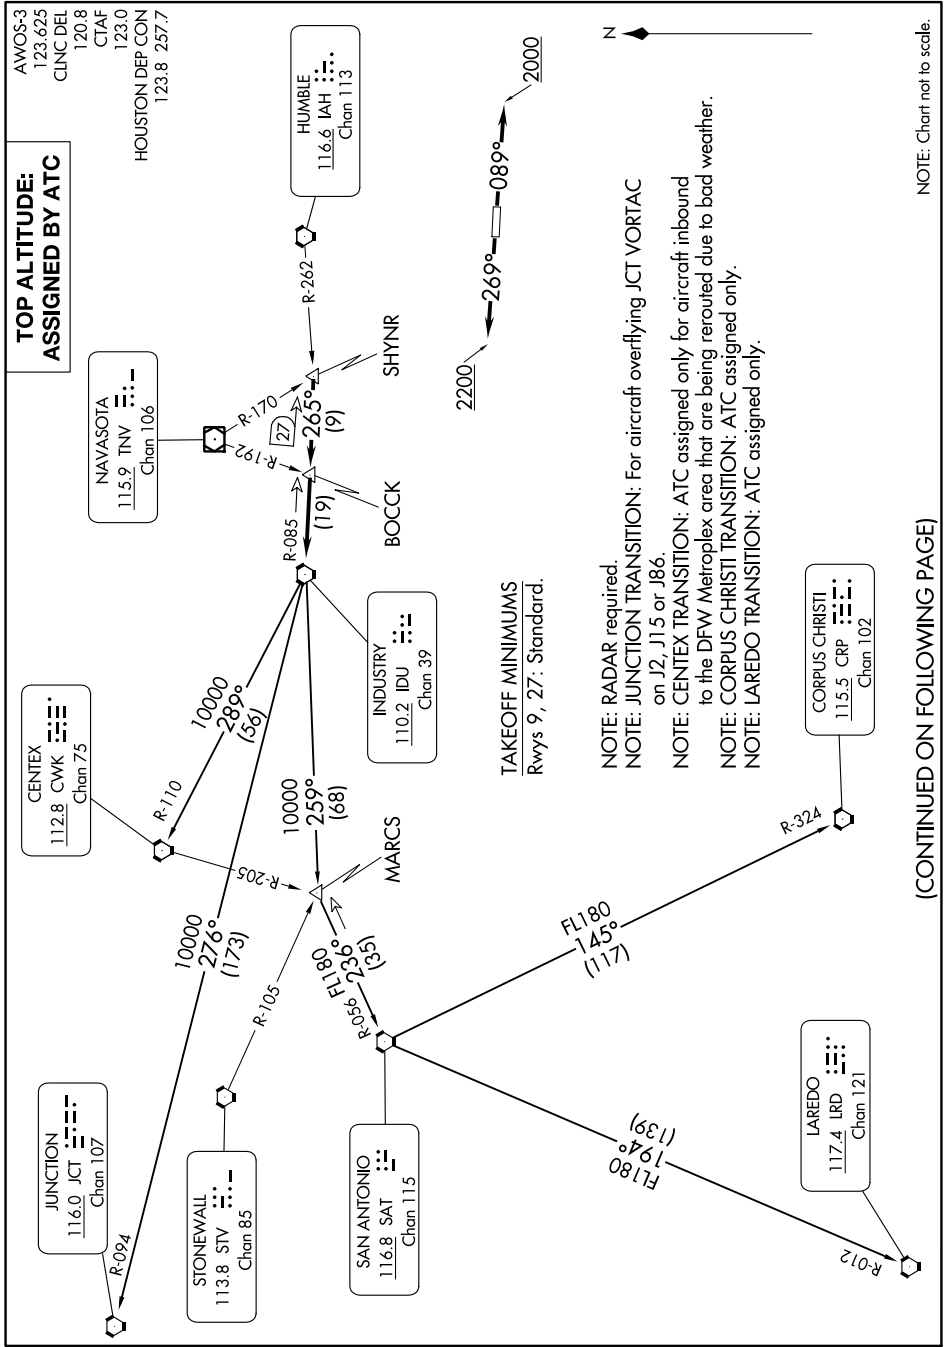 TOP ALTITUDE:
ASSIGNED BY ATC
AWOS-3
123.625
CLNC DEL
120.8
CTAF
123.0
HOUSTON DEP CON
123.8 257.7
JUNCTION
116.0 JCT
Chan 107
R-094
CENTEX
112.8 CWK
Chan 75
R-110
R-205
NAVASOTA
115.9 TNV
Chan 106
R-192
R-170
HUMBLE
116.6 IAH
Chan 113
R-262
10000
276°
(173)
10000
289°
(56)
STONEWALL
113.8 STV
Chan 85
R-105
10000
259°
(68)
MARCS
INDUSTRY
110.2 IDU
Chan 39
R-085
(19)
BOCCK
27
265°
(9)
SHYNR
SAN ANTONIO
116.8 SAT
Chan 115
R-056
FL180
236°
(35)
2200
269°
089°
2000
N
TAKEOFF MINIMUMS
Rwys 9, 27: Standard.
NOTE: RADAR required.
NOTE: JUNCTION TRANSITION: For aircraft overflying JCT VORTAC
on J2, J15 or J86.
NOTE: CENTEX TRANSITION: ATC assigned only for aircraft inbound
to the DFW Metroplex area that are being rerouted due to bad weather.
NOTE: CORPUS CHRISTI TRANSITION: ATC assigned only.
NOTE: LAREDO TRANSITION: ATC assigned only.
FL180
194°
(139)
FL180
145°
(117)
R-012
LAREDO
117.4 LRD
Chan 121
R-324
CORPUS CHRISTI
115.5 CRP
Chan 102
(CONTINUED ON FOLLOWING PAGE)
NOTE: Chart not to scale.